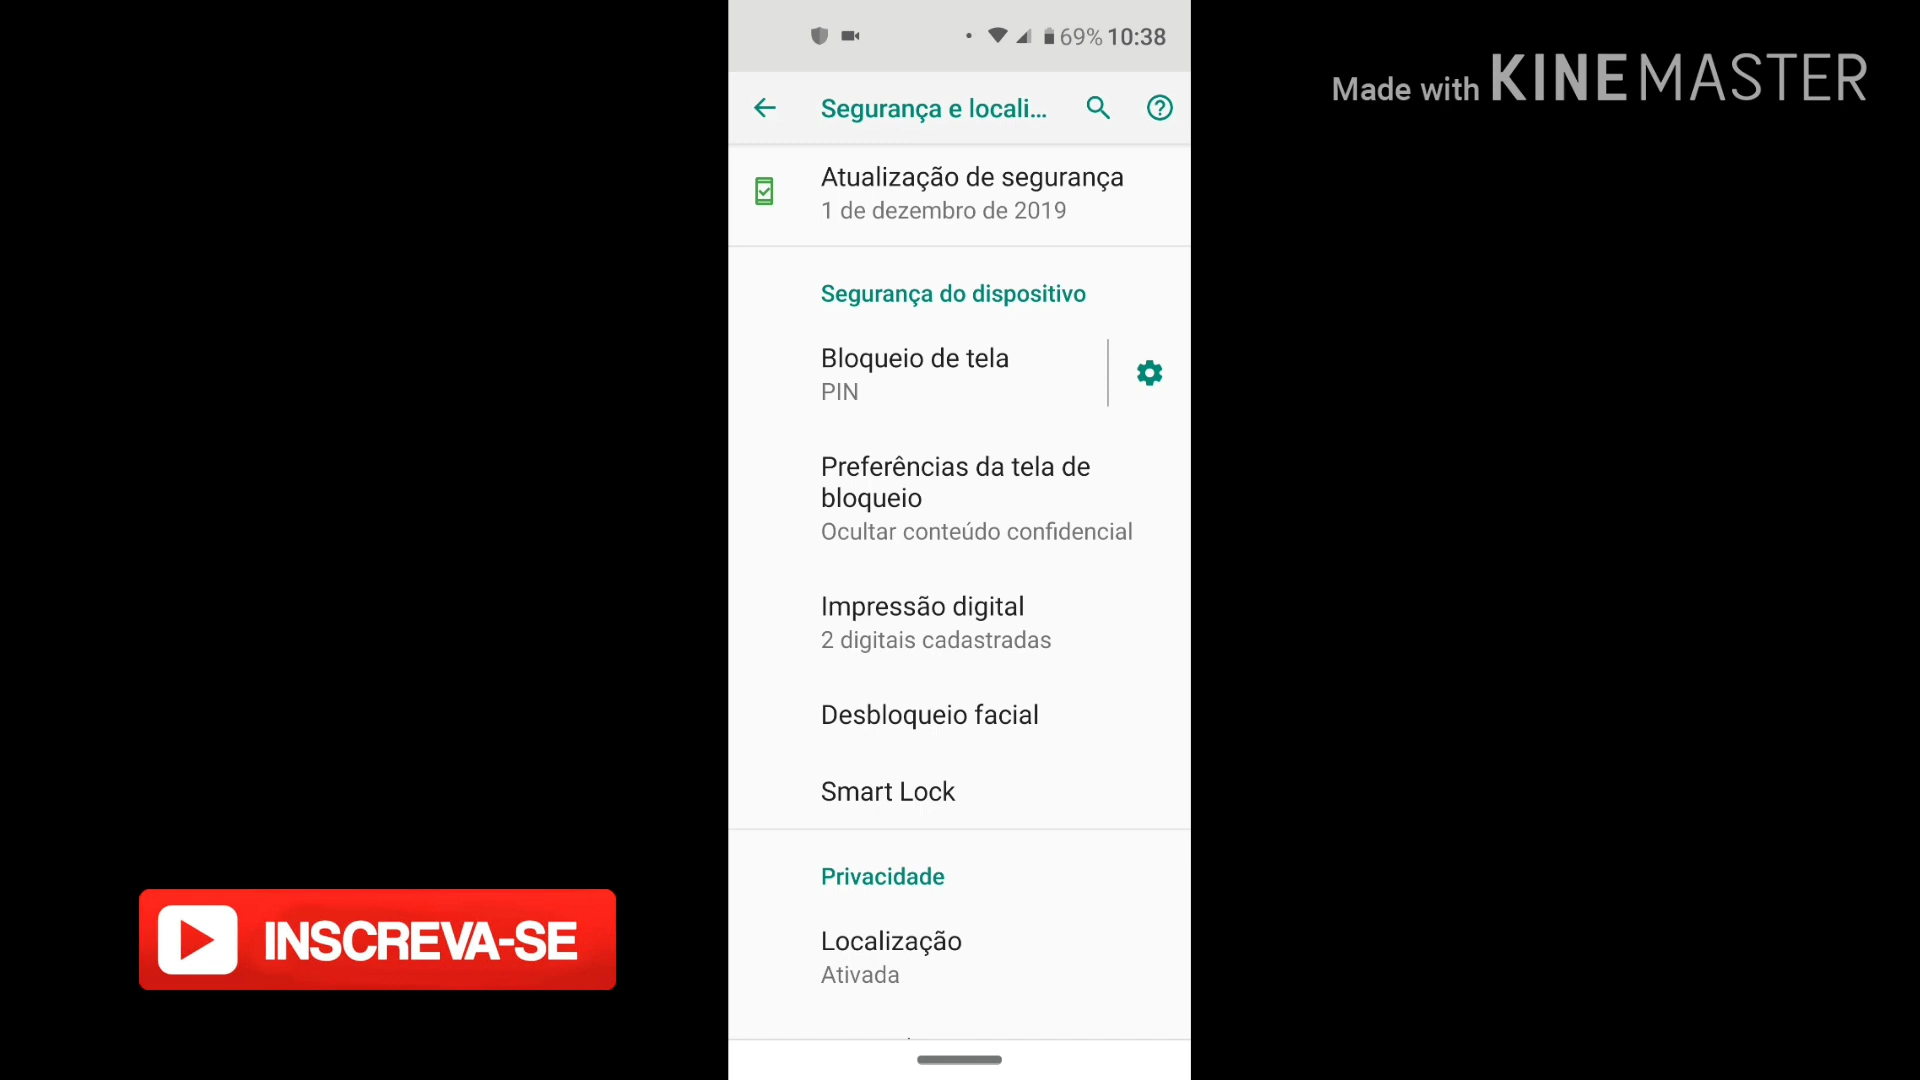 69% 10:38
Made with KINEMASTER
Segurança e locali...
Atualização de segurança
1 de dezembro de 2019
Segurança do dispositivo
Bloqueio de tela
PIN
Preferências da tela de
bloqueio
Ocultar conteúdo confidencial
Impressão digital
2 digitais cadastradas
Desbloqueio facial
Smart Lock
Privacidade
INSCREVA-SE
Localização
Ativada